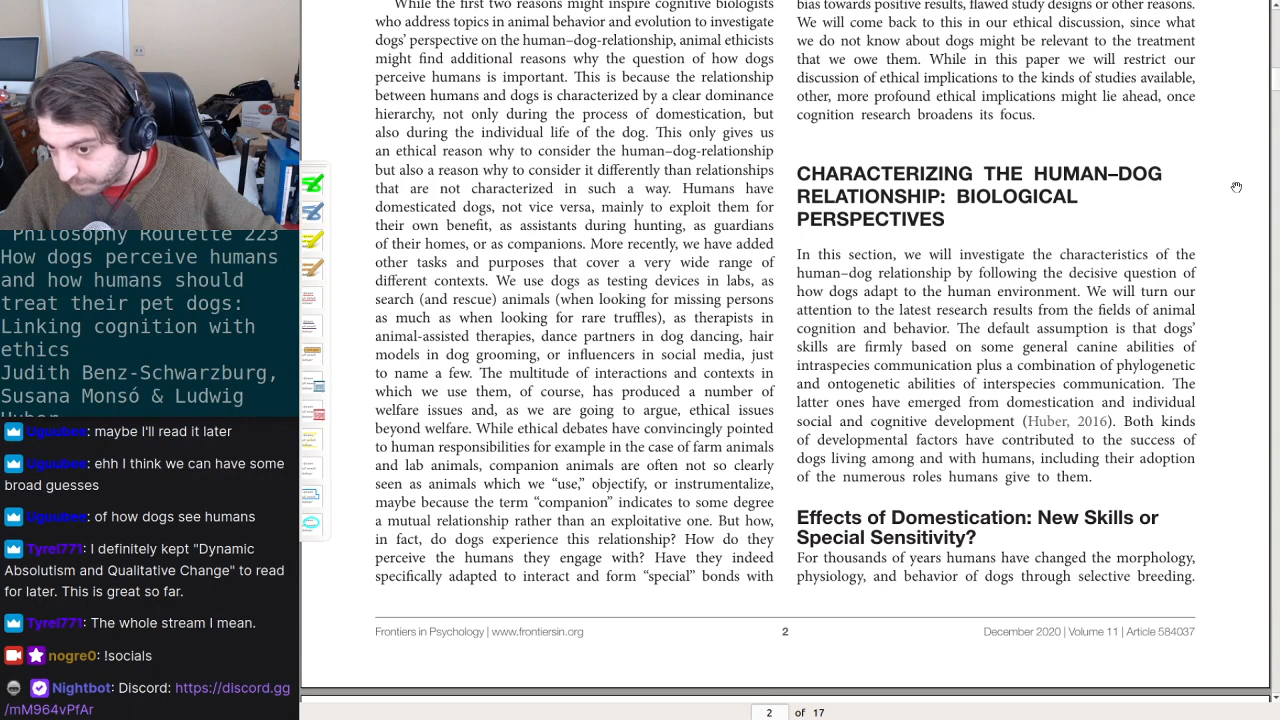 Philosophy Roulette 223
How dogs perceive humans
and how humans should
treat their pet dogs:
Linking cognition with
ethics
Judith Benz-Schwarzburg,
Susana Monsó & Ludwig
Huber
Uguubee: maybe I'll read it later
Uguubee: erh I think we can have some
broad guesses
Uguubee: of how dogs see humans
Tyrel771: I definitely kept "Dynamic
Absolutism and Qualitative Change" to read
for later. This is great so far.
Tyrel771: The whole stream I mean.
nogre0: !socials
Nightbot: Discord: https://discord.gg
/mM964vPfAr
While the first two reasons might inspire cognitive biologists
who address topics in animal behavior and evolution to investigate
dogs' perspective on the human–dog-relationship, animal ethicists
might find additional reasons why the question of how dogs
perceive humans is important. This is because the relationship
between humans and dogs is characterized by a clear dominance
hierarchy, not only during the process of domestication, but
also during the individual life of the dog. This only gives us
an ethical reason why to consider the human–dog-relationship
but also a reason why to consider it differently than relationships
that are not characterized in such a way. Humans have
domesticated dogs, not vice versa, mainly to exploit them for
their own benefit, as assistants during hunting, as guardians
of their homes, or as companions. More recently, we have added
other tasks and purposes that cover a very wide range of
different contexts. We use dogs as testing devices in labs, as
search (and rescue) animals when looking for missing persons
as much as when looking for rare truffles, as therapists in
animal-assisted therapies, as partners in dog dancing, as
models in dog grooming, or influencers on social media, just
to name a few. The multitude of interactions and contexts in
which we use them, of course, has produced a number of
welfare issues and, as we are going to argue, ethical issues
beyond welfare. While ethical debates have convincingly pointed
at human responsibilities for welfare in the use of farm animals
and lab animals, companion animals are often not primarily
seen as animals which we "use," objectify, or instrumentalize,
maybe because the term "companion" indicates to some extent
a mutual relationship rather than an exploitative one. But how,
in fact, do dogs experience this relationship? How do they
perceive the humans they engage with? Have they indeed
specifically adapted to interact and form "special" bonds with
bias towards positive results, flawed study designs or other reasons.
We will come back to this in our ethical discussion, since what
we do not know about dogs might be relevant to the treatment
that we owe them. While in this paper we will restrict our
discussion of ethical implications to the kinds of studies available,
other, more profound ethical implications might lie ahead, once
cognition research broadens its focus.
CHARACTERIZING THE HUMAN–DOG
RELATIONSHIP: BIOLOGICAL
PERSPECTIVES
In this section, we will investigate the characteristics of the
human–dog relationship by following the decisive question of
how dogs adapt to the human environment. We will turn our
attention to the latest research results from the fields of animal
cognition and behavior. The basic assumption is that dogs'
skills are firmly based on both general canine abilities of
intraspecies communication plus a combination of phylogenetic
and ontogenetic abilities of interspecies communication. The
latter ones have emerged from domestication and individual
social and cognitive development (Huber, 2016). Both kinds
of developmental factors have contributed to the success of
dogs living among and with humans, including their adoption
of the numerous roles humans give to them.
Effects of Domestication: New Skills or
Special Sensitivity?
For thousands of years humans have changed the morphology,
physiology, and behavior of dogs through selective breeding.
Frontiers in Psychology | www.frontiersin.org
2
December 2020 | Volume 11 | Article 584037
2 of 17